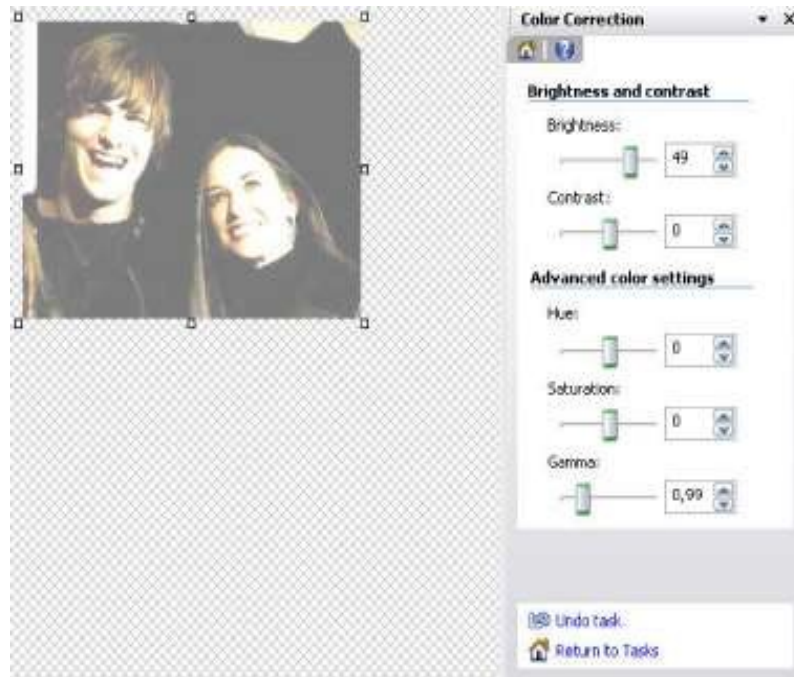 Color Correction
Brightness and contrast
Brightness:
49
Contrast:
0
Advanced color settings
Hue:
0
Saturation:
0
Gamma:
0,99
Undo task
Return to Tasks